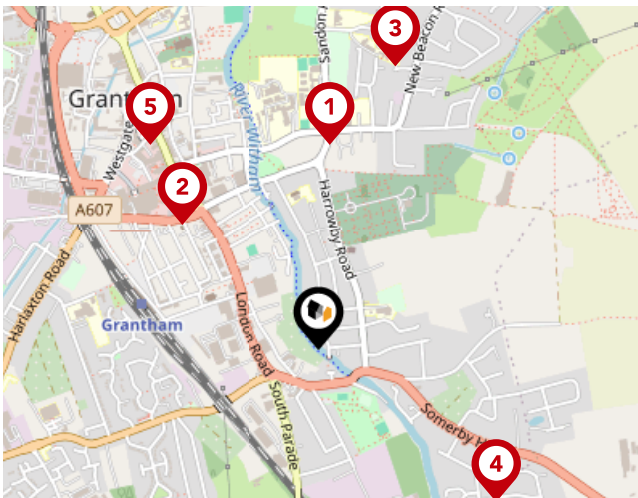 3
Sandon R
New Beacon R
Grantham
5
1
River Witham
Westgate
2
A607
Harrowby Road
Harlaxton Road
Grantham
London Road
South Parade
Somerby H
4